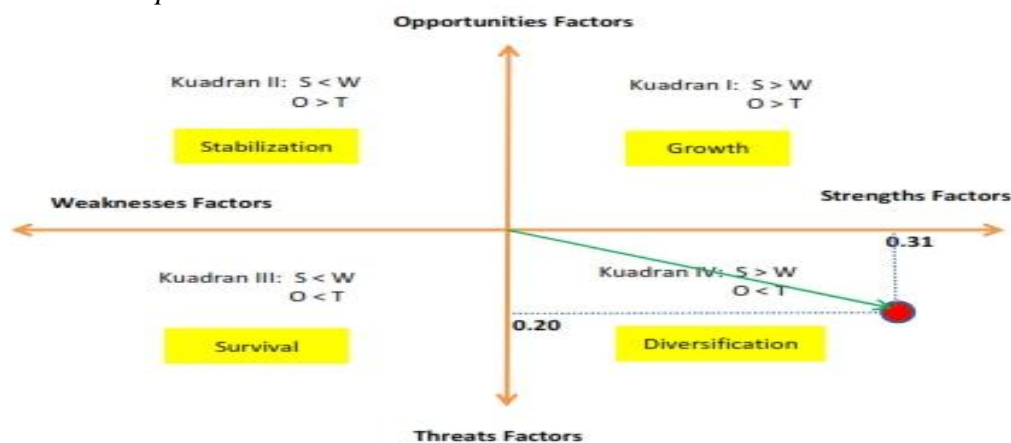 Opportunities Factors
Kuadran II: S < W
O > T
Kuadran I: S > W
O > T
Stabilization
Growth
Weaknesses Factors
Strengths Factors
0.31
Kuadran III: S < W
O < T
Kuadran IV: S > W
O < T
0.20
Survival
Diversification
Threats Factors